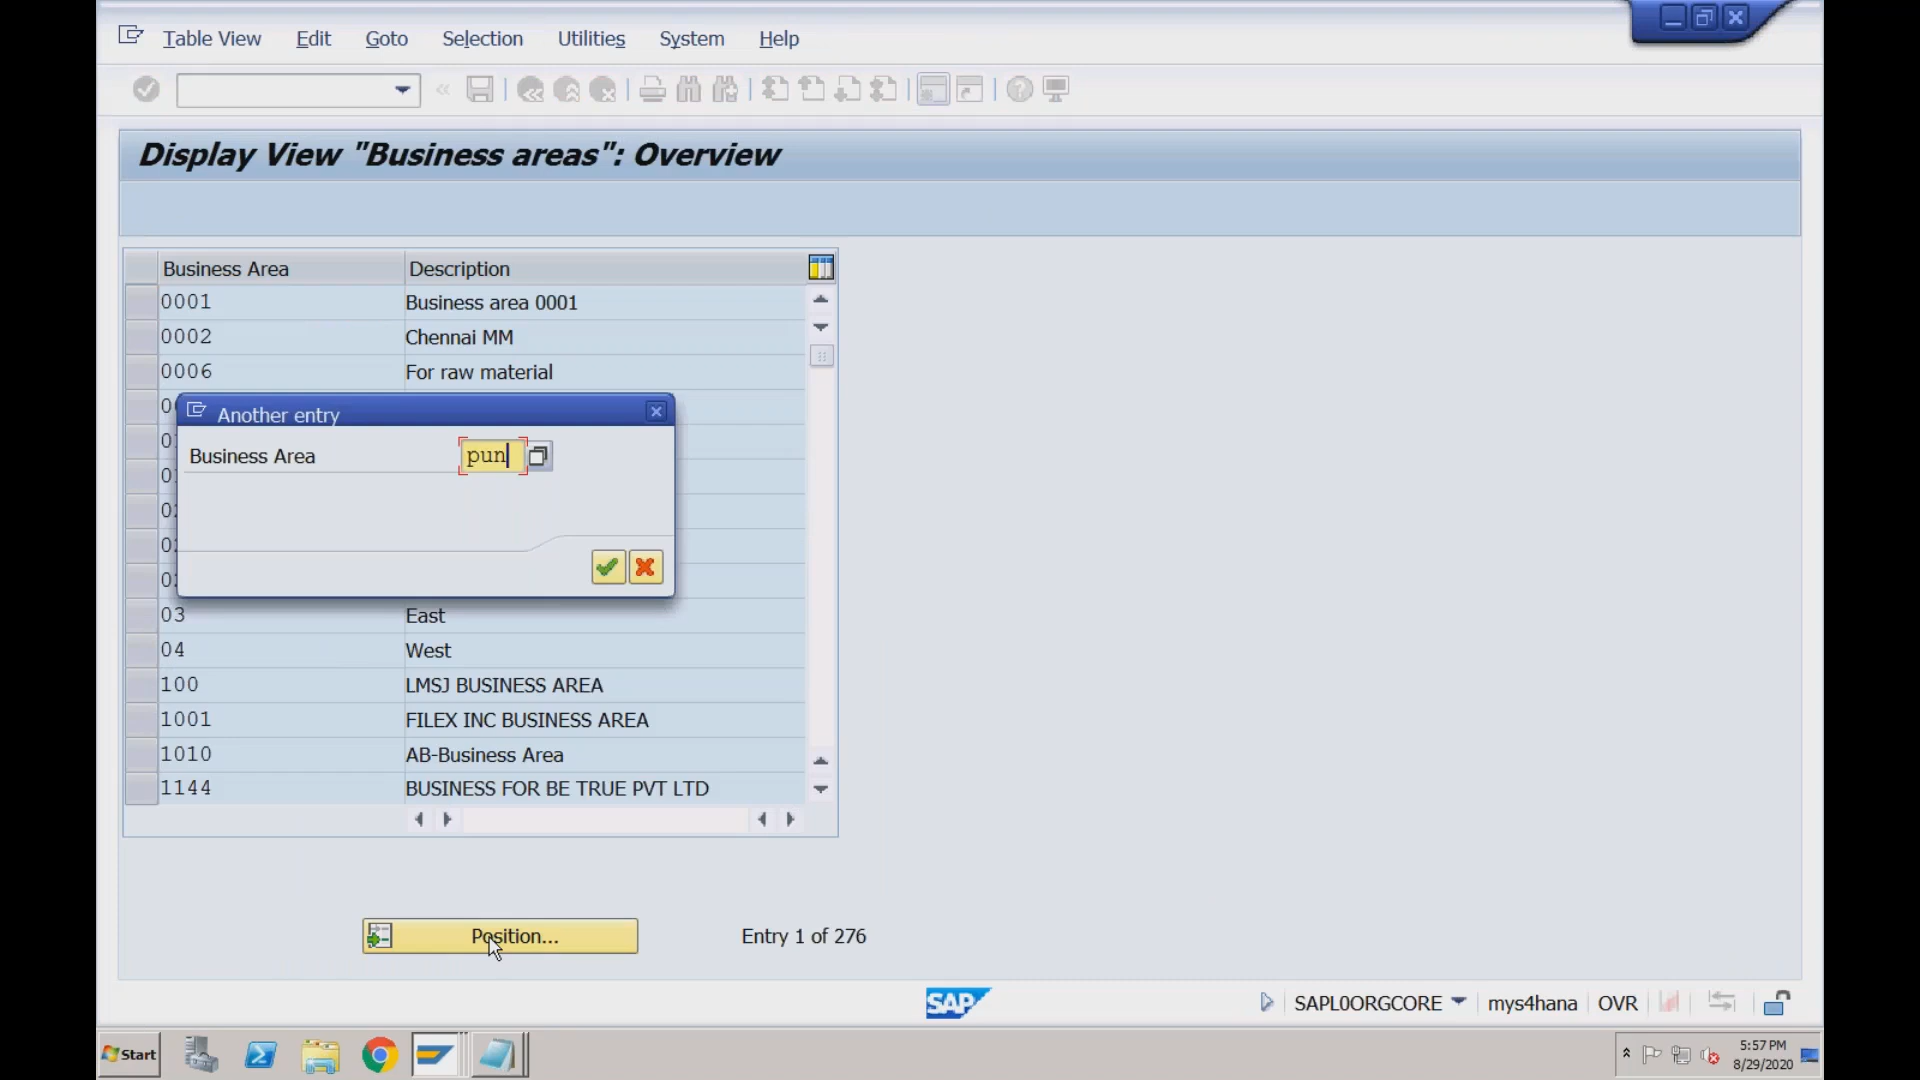 Table View Edit Goto Selection Utilities System Help
Display View "Business areas": Overview
Business Area Description
0001 Business area 0001
0002 Chennai MM
0006 For raw material
Another entry
Business Area pun
03 East
04 West
100 LMSJ BUSINESS AREA
1001 FILEX INC BUSINESS AREA
1010 AB-Business Area
1144 BUSINESS FOR BE TRUE PVT LTD
Position... Entry 1 of 276
SAP SAPL0ORGCORE mys4hana OVR
Start 5:57 PM
8/29/2020